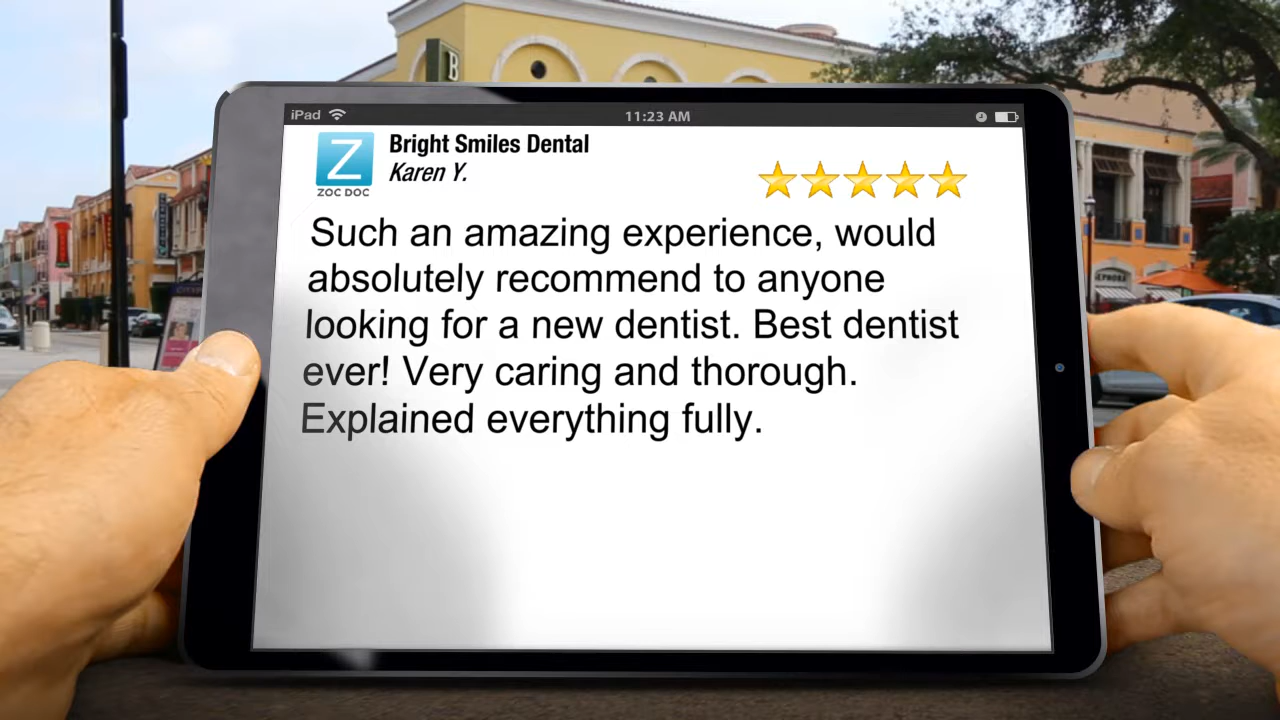 iPad
11:23 AM
Z
ZOC DOC
Bright Smiles Dental
Karen Y.
Such an amazing experience, would
absolutely recommend to anyone
looking for a new dentist. Best dentist
ever! Very caring and thorough.
Explained everything fully.
B
SEPHORA